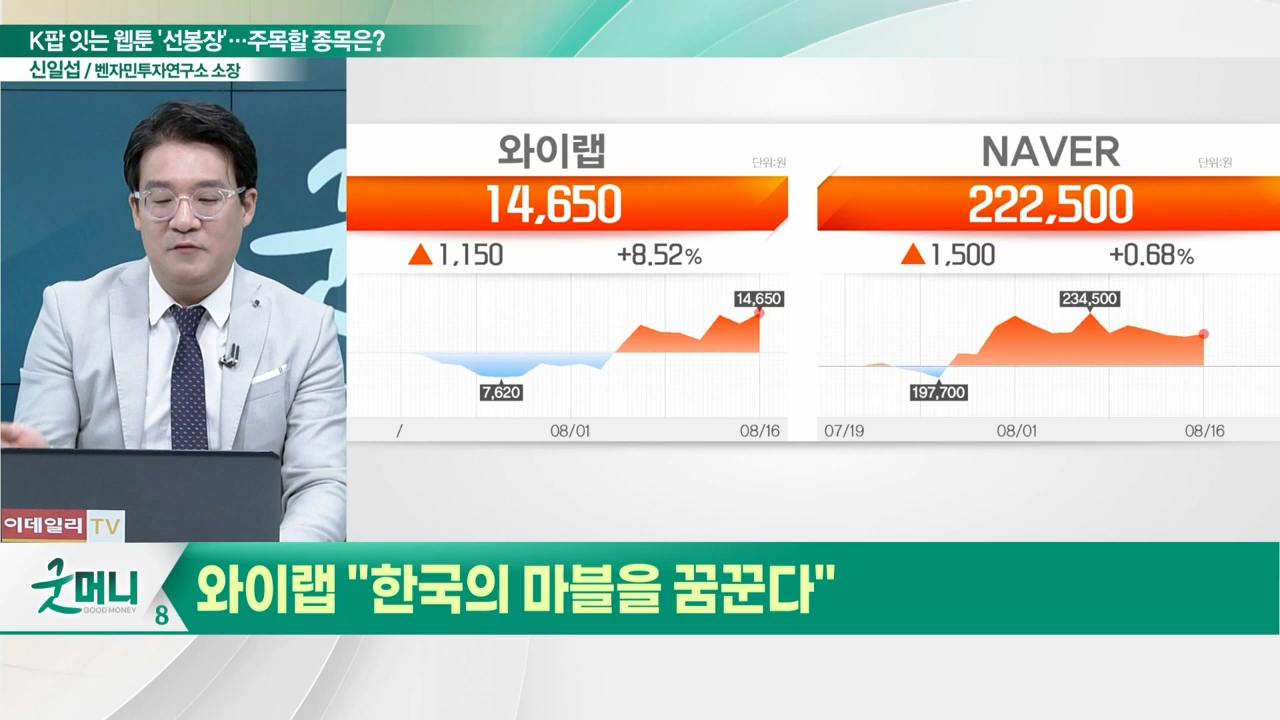 K팝 잇는 웹툰 '선봉장'…주목할 종목은?
신일섭 / 벤자민투자연구소 소장
와이랩
단위:원
14,650
▲1,150 +8.52%
14,650
7,620
/ 08/01 08/16
NAVER
단위:원
222,500
▲1,500 +0.68%
234,500
197,700
07/19 08/01 08/16
이데일리 TV
굿머니
GOOD MONEY
8
와이랩 "한국의 마블을 꿈꾼다"